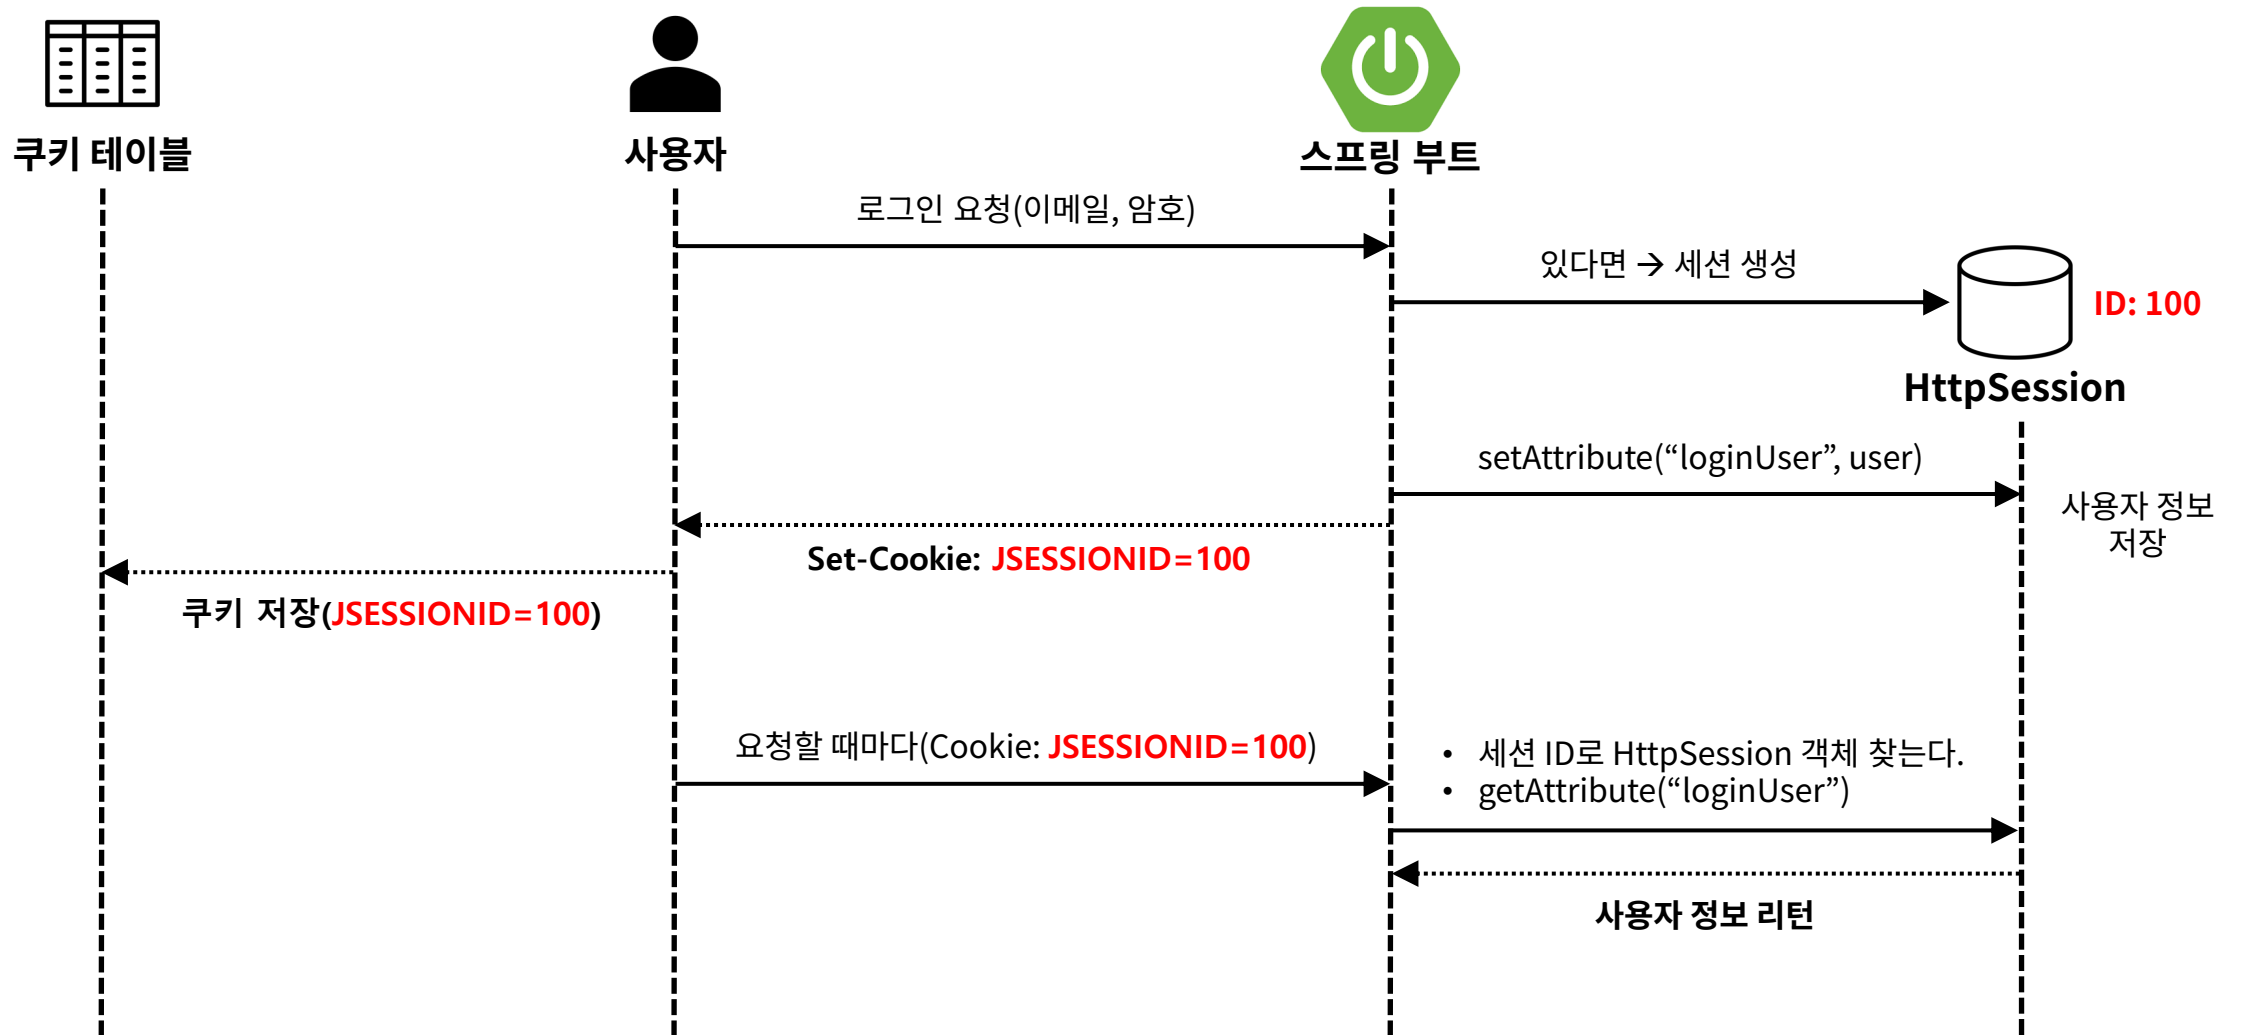 쿠키 테이블
사용자
스프링 부트
로그인 요청(이메일, 암호)
있다면 → 세션 생성
ID: 100
HttpSession
setAttribute(“loginUser”, user)
사용자 정보
저장
Set-Cookie: JSESSIONID=100
쿠키 저장(JSESSIONID=100)
요청할 때마다(Cookie: JSESSIONID=100)
• 세션 ID로 HttpSession 객체 찾는다.
• getAttribute(“loginUser”)
사용자 정보 리턴